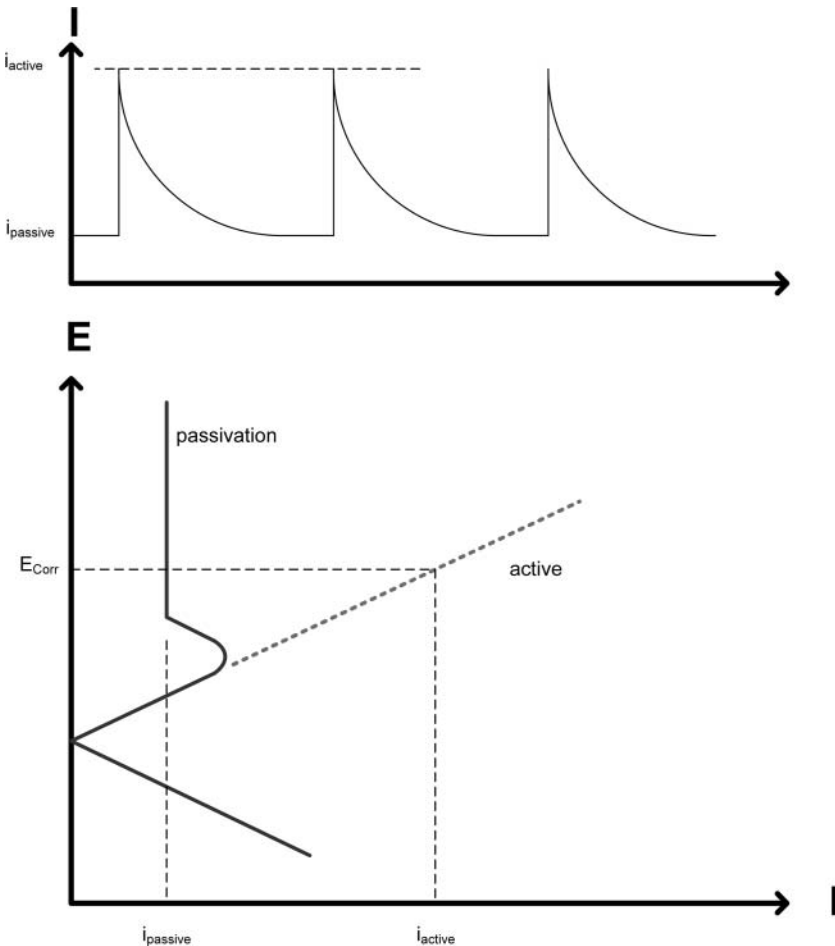 I
i_active
i_passive
E
passivation
E_Corr
active
I
i_passive
i_active